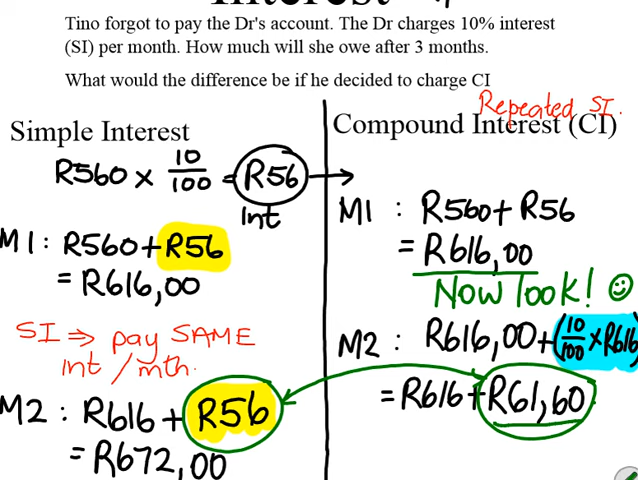 Interest
Tino forgot to pay the Dr's account. The Dr charges 10% interest
(SI) per month. How much will she owe after 3 months.
What would the difference be if he decided to charge CI
Simple Interest
R560 × 10/100 = R56
Int
M1: R560+R56
= R616,00
SI ⇒ pay SAME
int / mth.
M2: R616 + R56
= R672,00
Repeated SI.
Compound Interest (CI)
M1 : R560+ R56
= R616,00
NOW LOOK! ☺
M2 : R616,00+(10/100 ×R616
= R616+R61,60